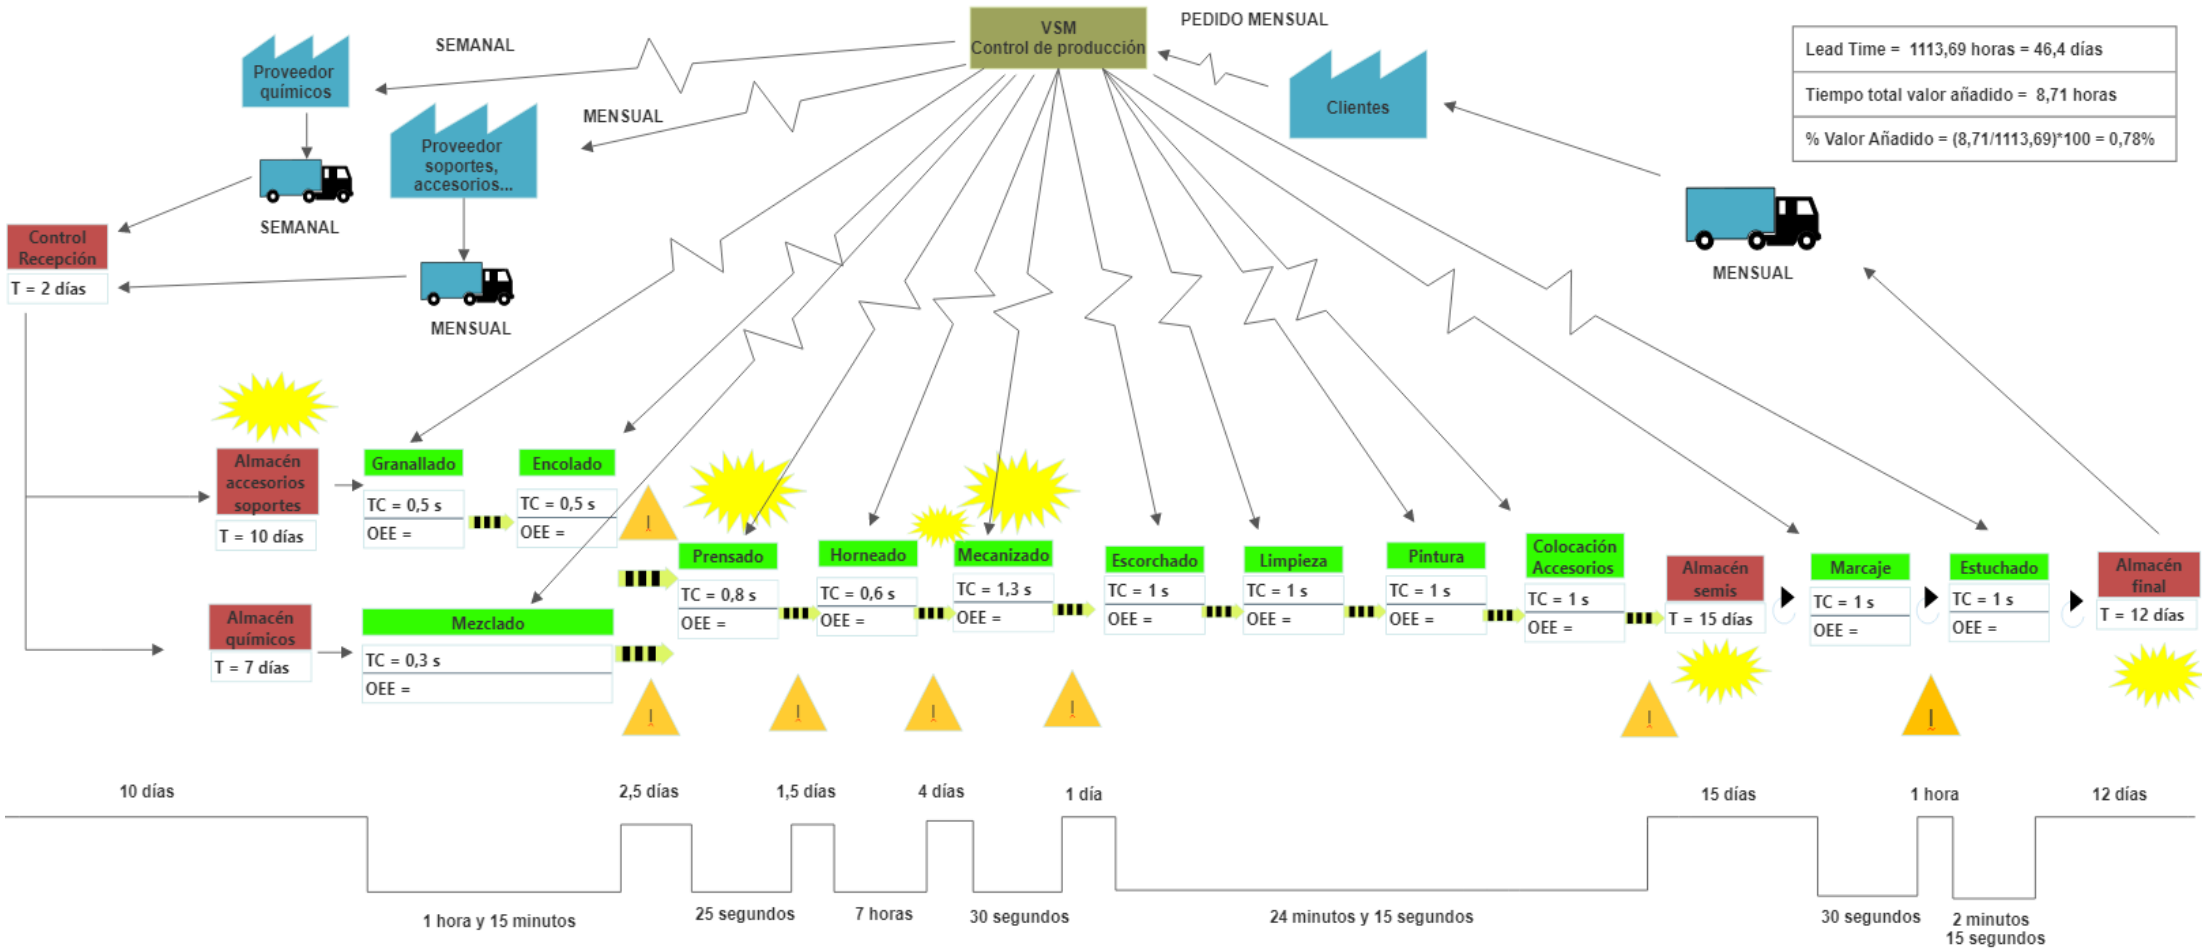 VSM
Control de producción
PEDIDO MENSUAL
SEMANAL
Proveedor
químicos
MENSUAL
Proveedor
soportes,
accesorios...
Clientes
Lead Time = 1113,69 horas = 46,4 días
Tiempo total valor añadido = 8,71 horas
% Valor Añadido = (8,71/1113,69)*100 = 0,78%
SEMANAL
MENSUAL
MENSUAL
Control
Recepción
T = 2 días
Almacén
accesorios
soportes
T = 10 días
Granallado
TC = 0,5 s
OEE =
Encolado
TC = 0,5 s
OEE =
Almacén
químicos
T = 7 días
Mezclado
TC = 0,3 s
OEE =
Prensado
TC = 0,8 s
OEE =
Horneado
TC = 0,6 s
OEE =
Mecanizado
TC = 1,3 s
OEE =
Escorchado
TC = 1 s
OEE =
Limpieza
TC = 1 s
OEE =
Pintura
TC = 1 s
OEE =
Colocación
Accesorios
TC = 1 s
OEE =
Almacén
semis
T = 15 días
Marcaje
TC = 1 s
OEE =
Estuchado
TC = 1 s
OEE =
Almacén
final
T = 12 días
I
I
I
I
I
I
I
10 días
2,5 días
1,5 días
4 días
1 día
15 días
1 hora
12 días
1 hora y 15 minutos
25 segundos
7 horas
30 segundos
24 minutos y 15 segundos
30 segundos
2 minutos
15 segundos